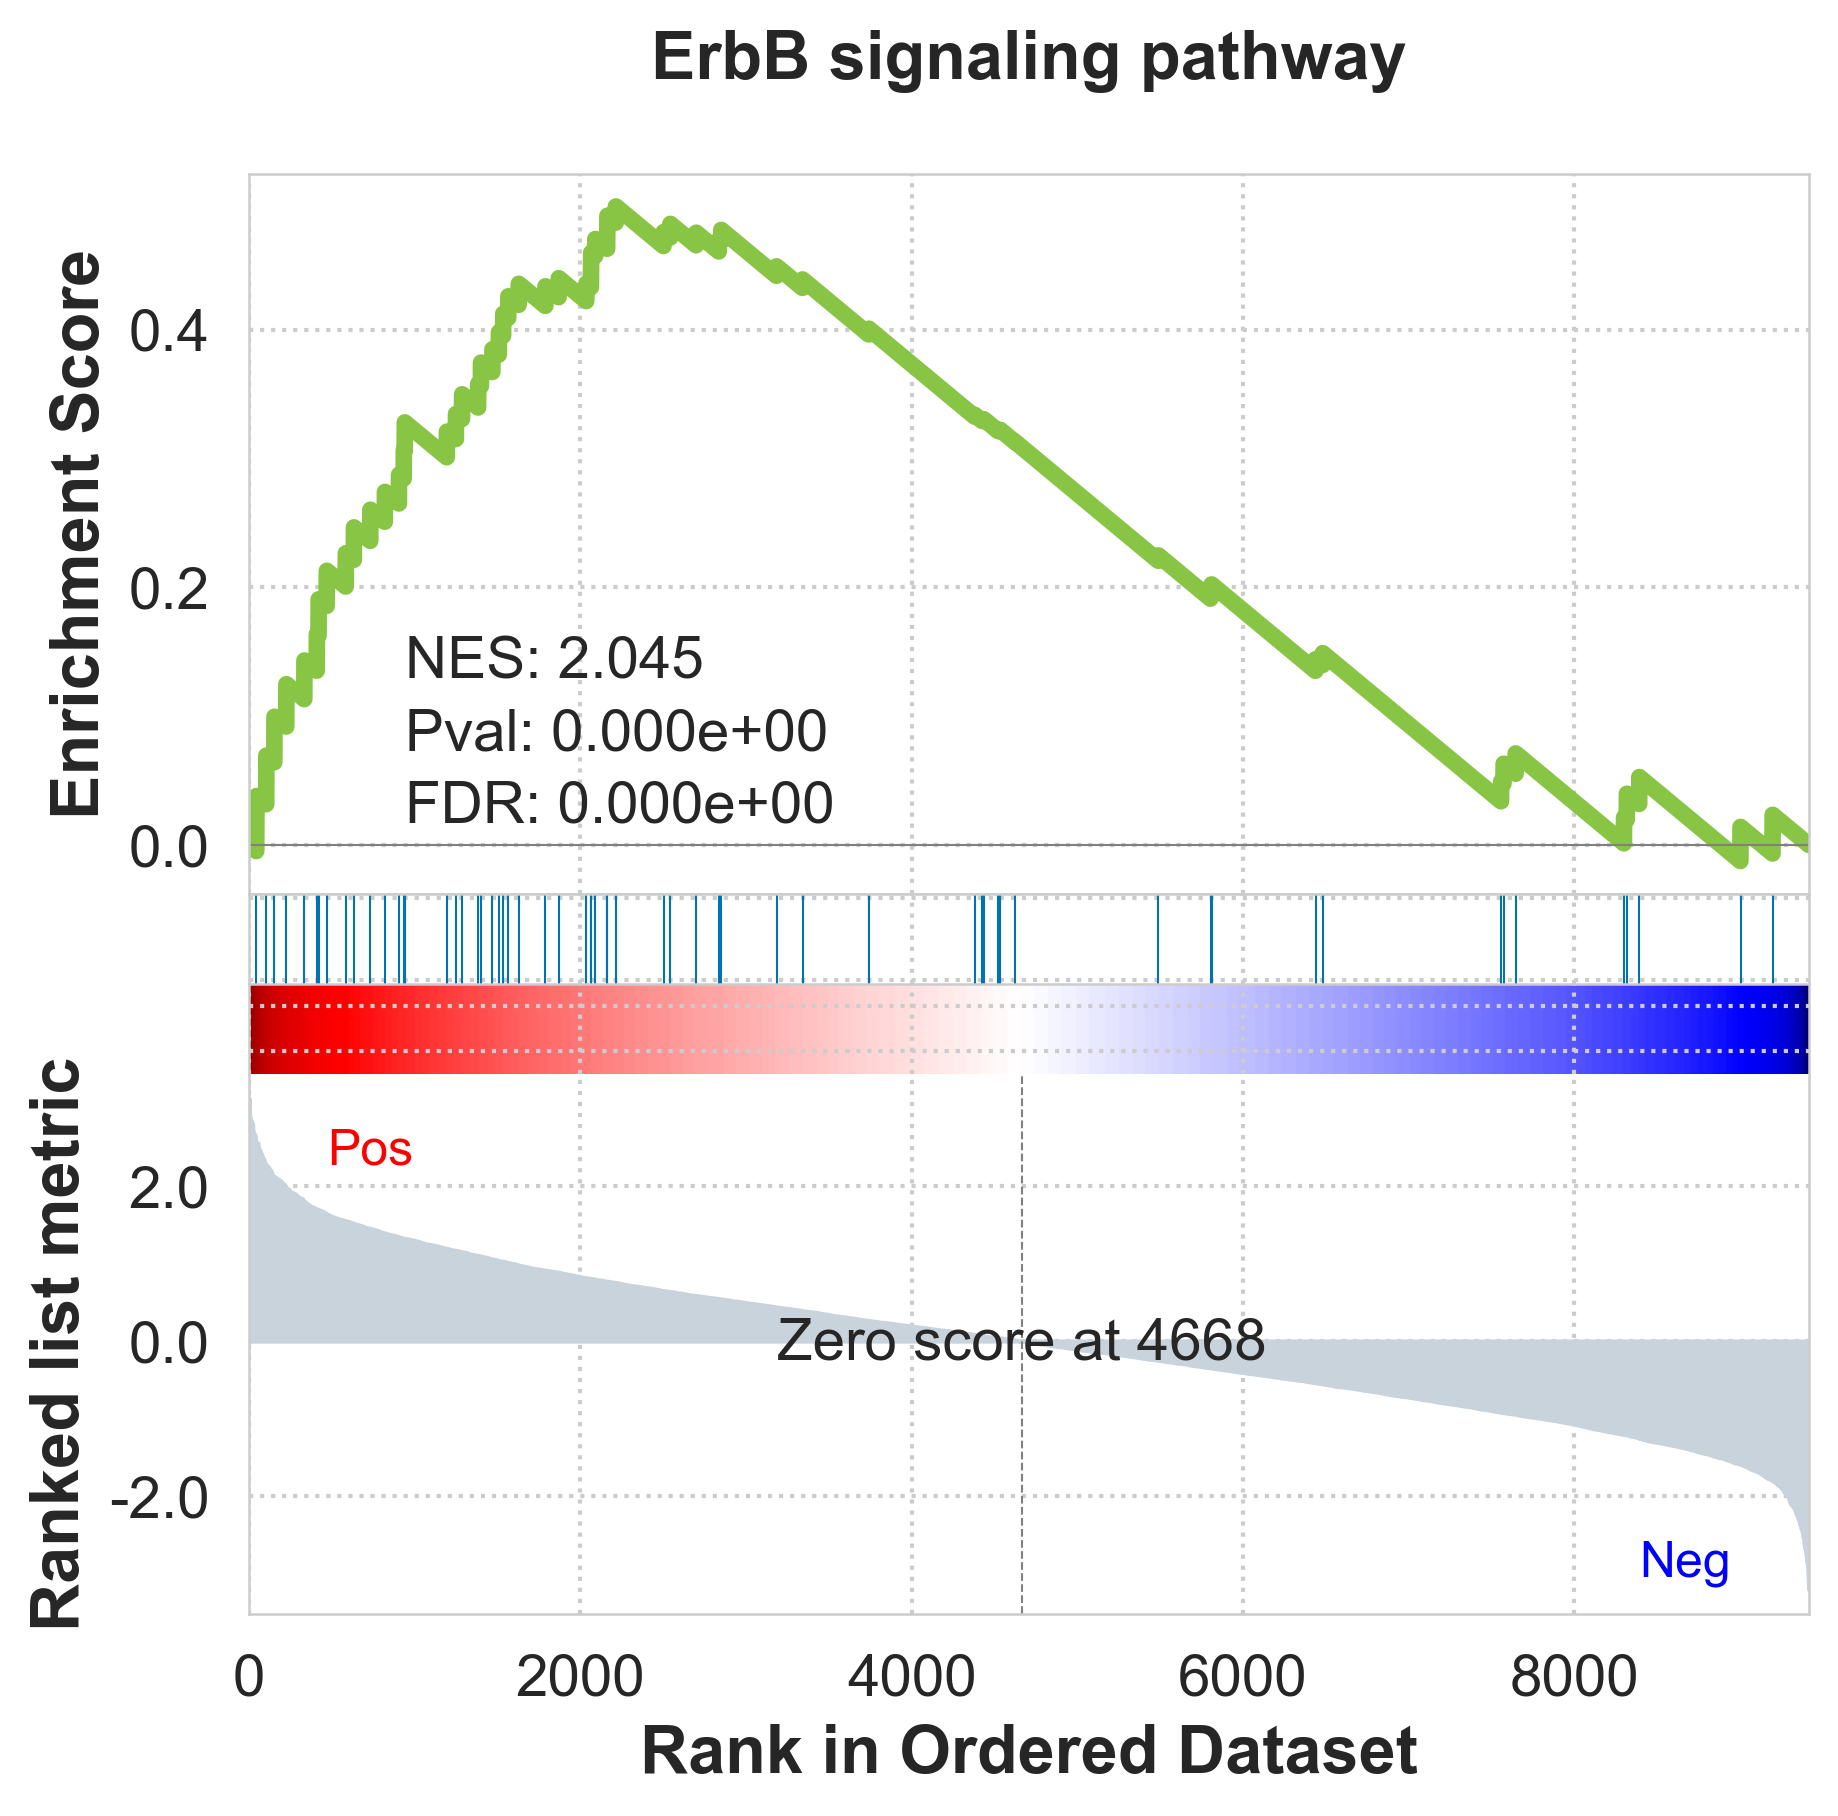 ErbB signaling pathway
Enrichment Score
0.4
0.2
0.0
NES: 2.045
Pval: 0.000e+00
FDR: 0.000e+00
Ranked list metric
2.0
0.0
-2.0
Pos
Zero score at 4668
Neg
0 2000 4000 6000 8000
Rank in Ordered Dataset